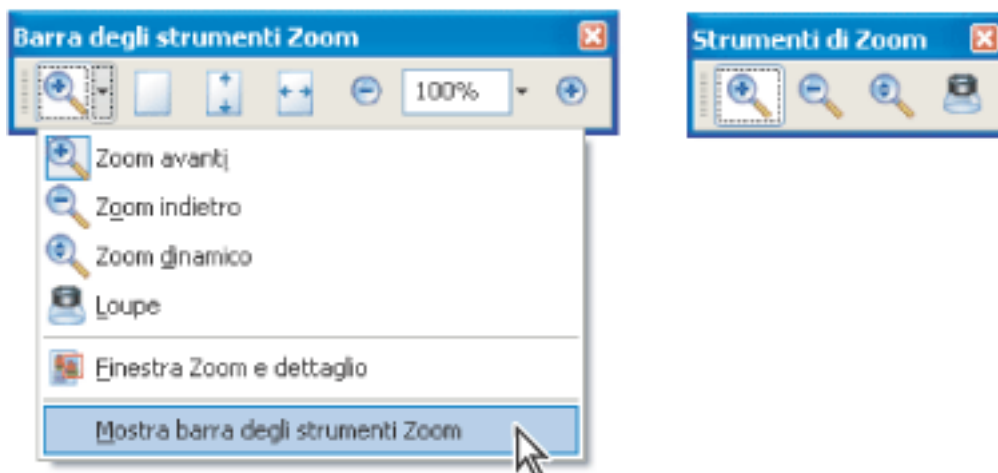 Barra degli strumenti Zoom
100%
Zoom avanti
Zoom indietro
Zoom dinamico
Loupe
Finestra Zoom e dettaglio
Mostra barra degli strumenti Zoom
Strumenti di Zoom